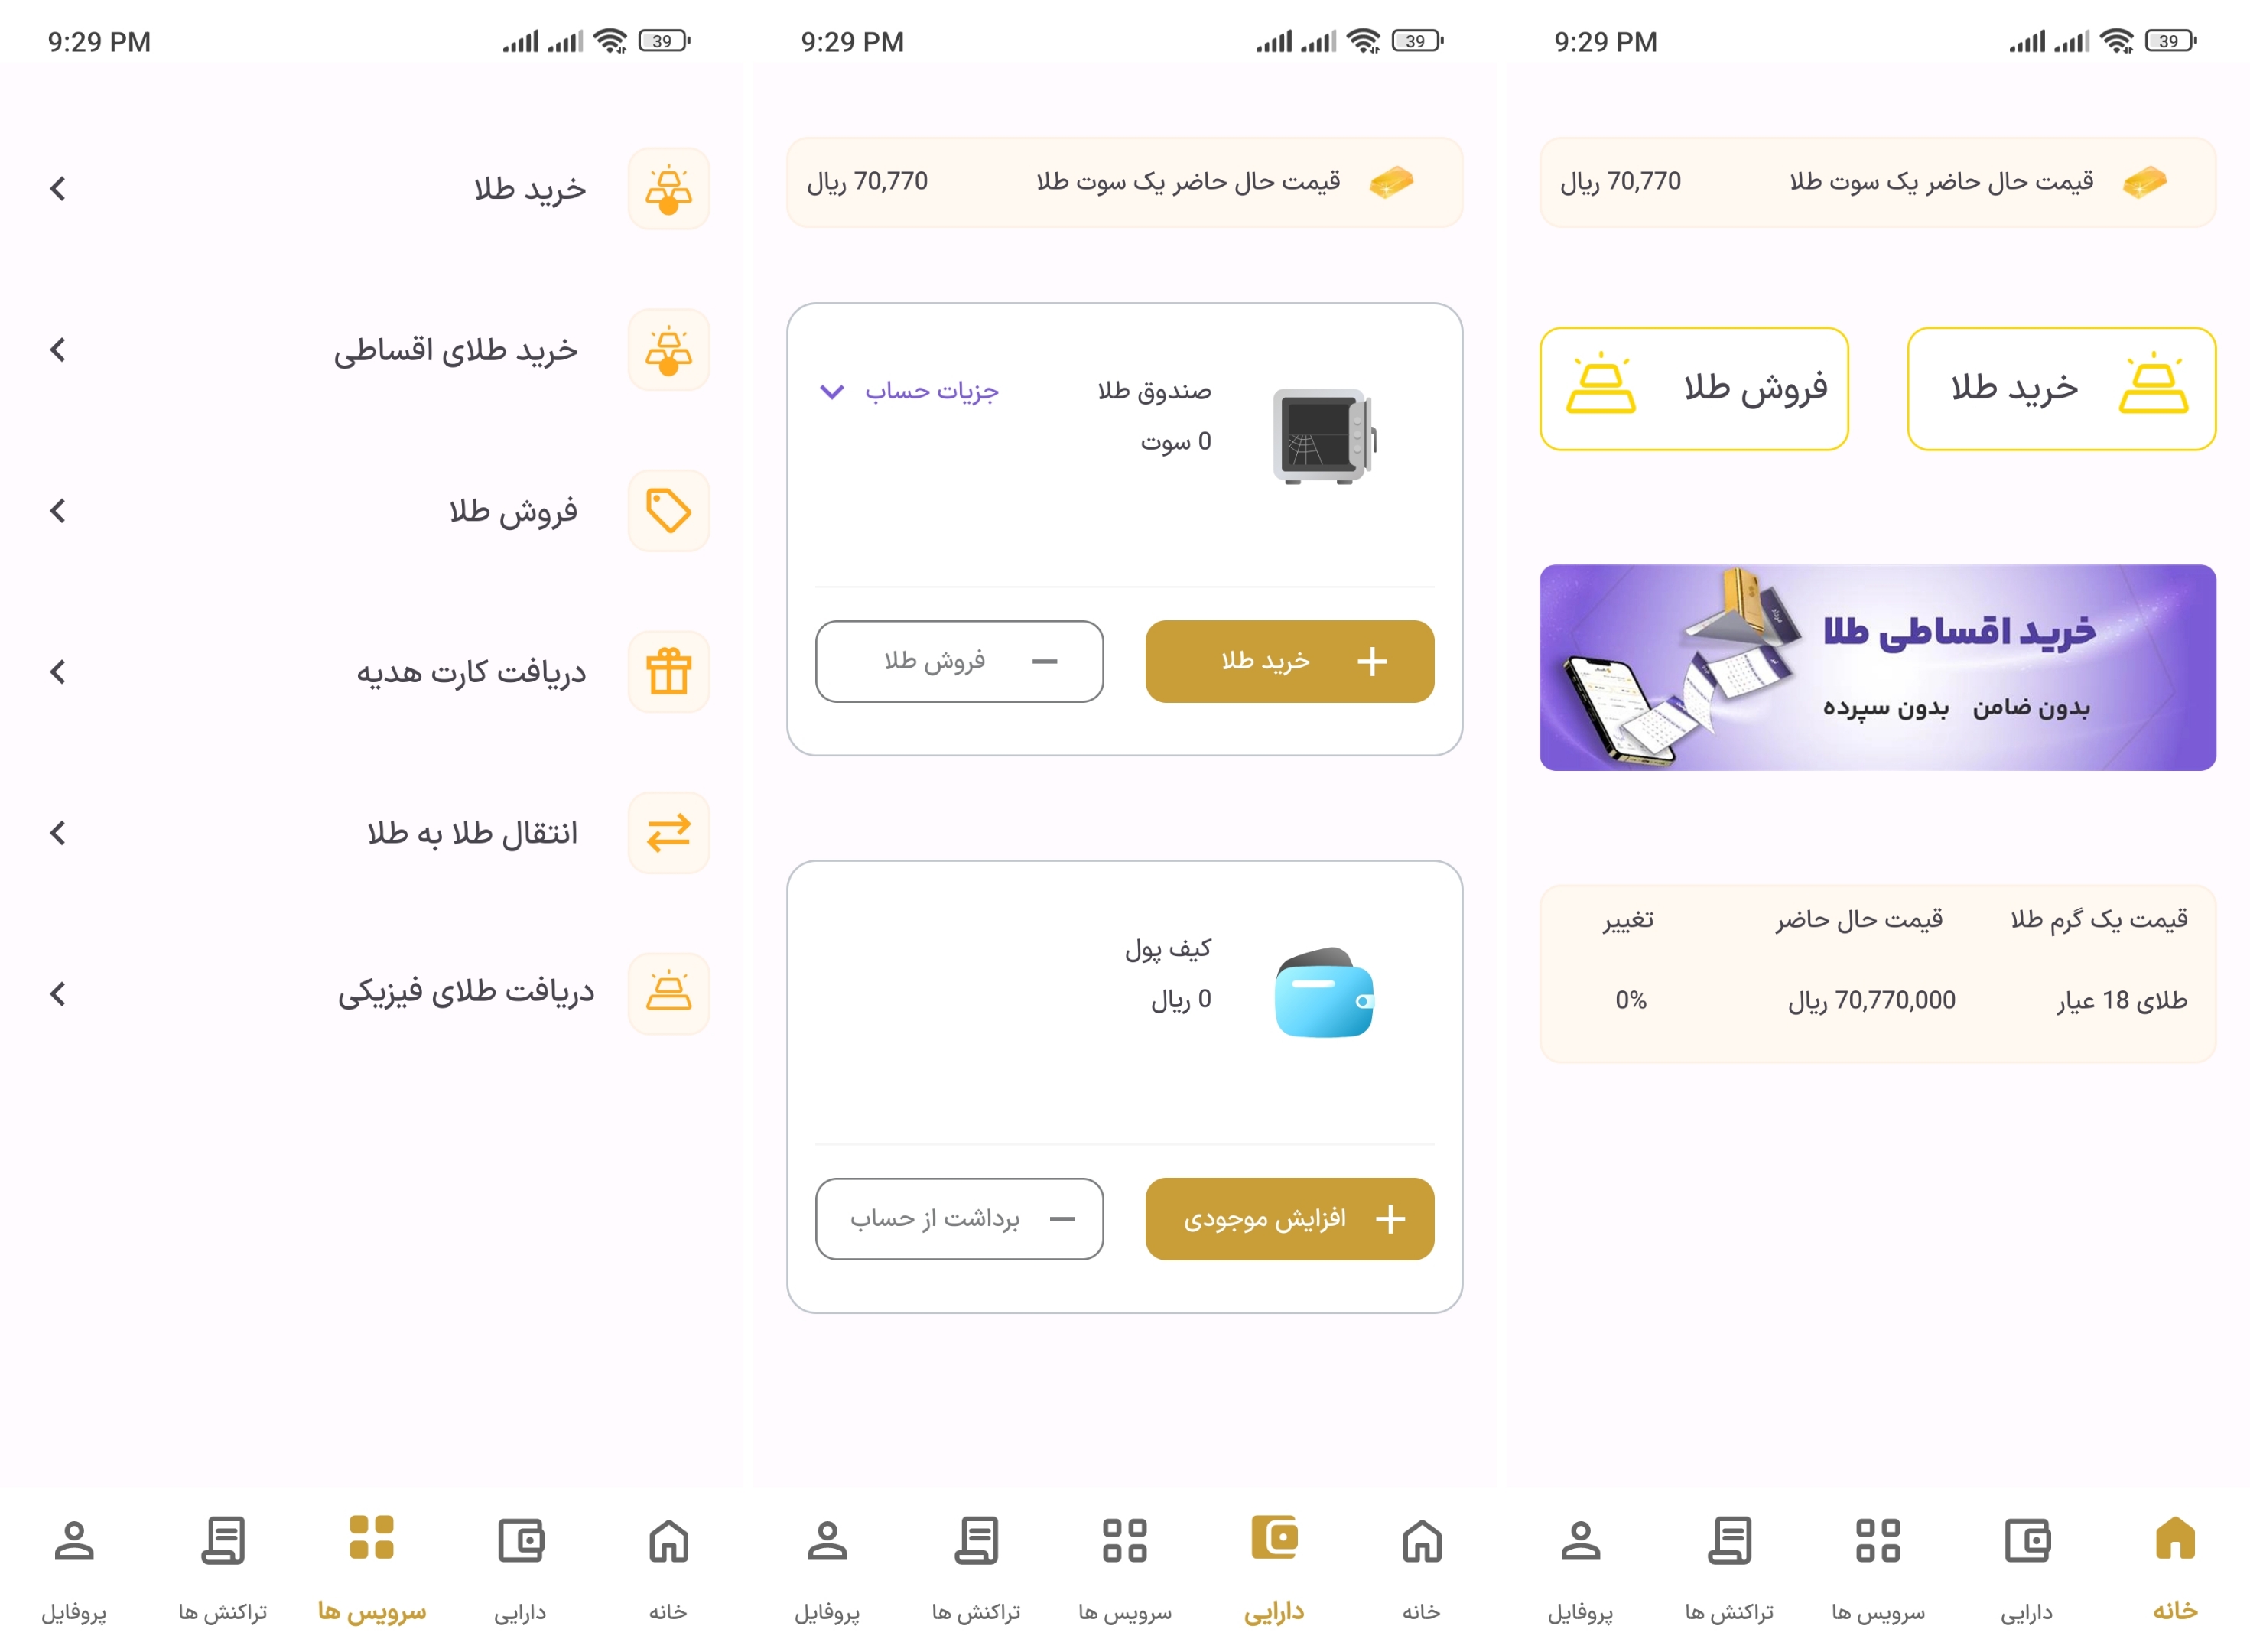 9:29 PM
39
خرید طلا
خرید طلای اقساطی
فروش طلا
دریافت کارت هدیه
انتقال طلا به طلا
دریافت طلای فیزیکی
خانه
دارایی
سرویس ها
تراکنش ها
پروفایل
9:29 PM
39
قیمت حال حاضر یک سوت طلا 70,770 ریال
صندوق طلا جزیات حساب
0 سوت
خرید طلا
فروش طلا
کیف پول
0 ریال
افزایش موجودی
برداشت از حساب
خانه
دارایی
سرویس ها
تراکنش ها
پروفایل
9:29 PM
39
قیمت حال حاضر یک سوت طلا 70,770 ریال
خرید طلا
فروش طلا
خرید اقساطی طلا
بدون ضامن بدون سپرده
قیمت یک گرم طلا قیمت حال حاضر تغییر
طلای 18 عیار 70,770,000 ریال 0%
خانه
دارایی
سرویس ها
تراکنش ها
پروفایل